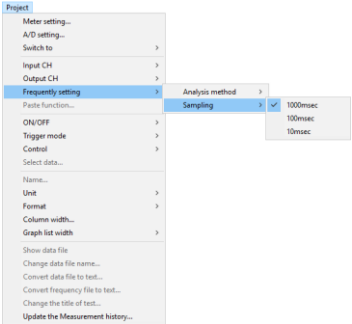 Project
Meter setting...
A/D setting...
Switch to
Input CH
Output CH
Frequently setting
Analysis method
Sampling
1000msec
100msec
10msec
Paste function...
ON/OFF
Trigger mode
Control
Select data...
Name...
Unit
Format
Column width...
Graph list width
Show data file
Change data file name...
Convert data file to text...
Convert frequency file to text...
Change the title of test...
Update the Measurement history...